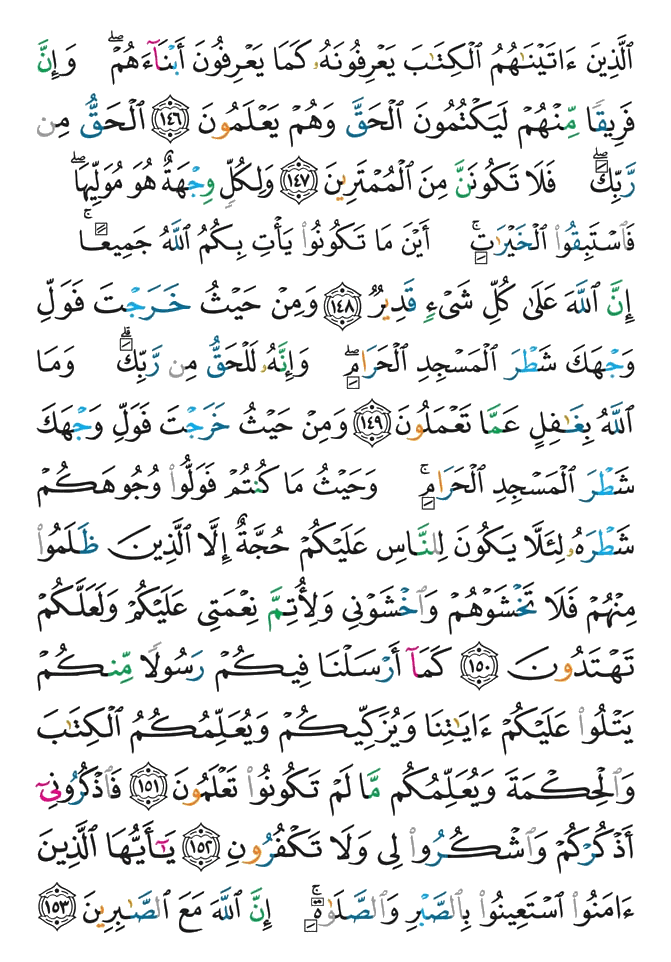 ٱلَّذِينَ ءَاتَيْنَٰهُمُ ٱلْكِتَٰبَ يَعْرِفُونَهُۥ كَمَا يَعْرِفُونَ أَبْنَآءَهُمْۖ وَإِنَّ
فَرِيقًا مِّنْهُمْ لَيَكْتُمُونَ ٱلْحَقَّ وَهُمْ يَعْلَمُونَ ١٤٦ ٱلْحَقُّ مِن
رَّبِّكَۖ فَلَا تَكُونَنَّ مِنَ ٱلْمُمْتَرِينَ ١٤٧ وَلِكُلٍّ وِجْهَةٌ هُوَ مُوَلِّيهَاۖ
فَٱسْتَبِقُوا۟ ٱلْخَيْرَٰتِۚ أَيْنَ مَا تَكُونُوا۟ يَأْتِ بِكُمُ ٱللَّهُ جَمِيعًاۚ
إِنَّ ٱللَّهَ عَلَىٰ كُلِّ شَىْءٍ قَدِيرٌ ١٤٨ وَمِنْ حَيْثُ خَرَجْتَ فَوَلِّ
وَجْهَكَ شَطْرَ ٱلْمَسْجِدِ ٱلْحَرَامِۖ وَإِنَّهُۥ لَلْحَقُّ مِن رَّبِّكَۗ وَمَا
ٱللَّهُ بِغَٰفِلٍ عَمَّا تَعْمَلُونَ ١٤٩ وَمِنْ حَيْثُ خَرَجْتَ فَوَلِّ وَجْهَكَ
شَطْرَ ٱلْمَسْجِدِ ٱلْحَرَامِۚ وَحَيْثُ مَا كُنتُمْ فَوَلُّوا۟ وُجُوهَكُمْ
شَطْرَهُۥ لِئَلَّا يَكُونَ لِلنَّاسِ عَلَيْكُمْ حُجَّةٌ إِلَّا ٱلَّذِينَ ظَلَمُوا۟
مِنْهُمْ فَلَا تَخْشَوْهُمْ وَٱخْشَوْنِى وَلِأُتِمَّ نِعْمَتِى عَلَيْكُمْ وَلَعَلَّكُمْ
تَهْتَدُونَ ١٥٠ كَمَآ أَرْسَلْنَا فِيكُمْ رَسُولًا مِّنكُمْ
يَتْلُوا۟ عَلَيْكُمْ ءَايَٰتِنَا وَيُزَكِّيكُمْ وَيُعَلِّمُكُمُ ٱلْكِتَٰبَ
وَٱلْحِكْمَةَ وَيُعَلِّمُكُم مَّا لَمْ تَكُونُوا۟ تَعْلَمُونَ ١٥١ فَٱذْكُرُونِىٓ
أَذْكُرْكُمْ وَٱشْكُرُوا۟ لِى وَلَا تَكْفُرُونِ ١٥٢ يَٰٓأَيُّهَا ٱلَّذِينَ
ءَامَنُوا۟ ٱسْتَعِينُوا۟ بِٱلصَّبْرِ وَٱلصَّلَوٰةِۚ إِنَّ ٱللَّهَ مَعَ ٱلصَّٰبِرِينَ ١٥٣